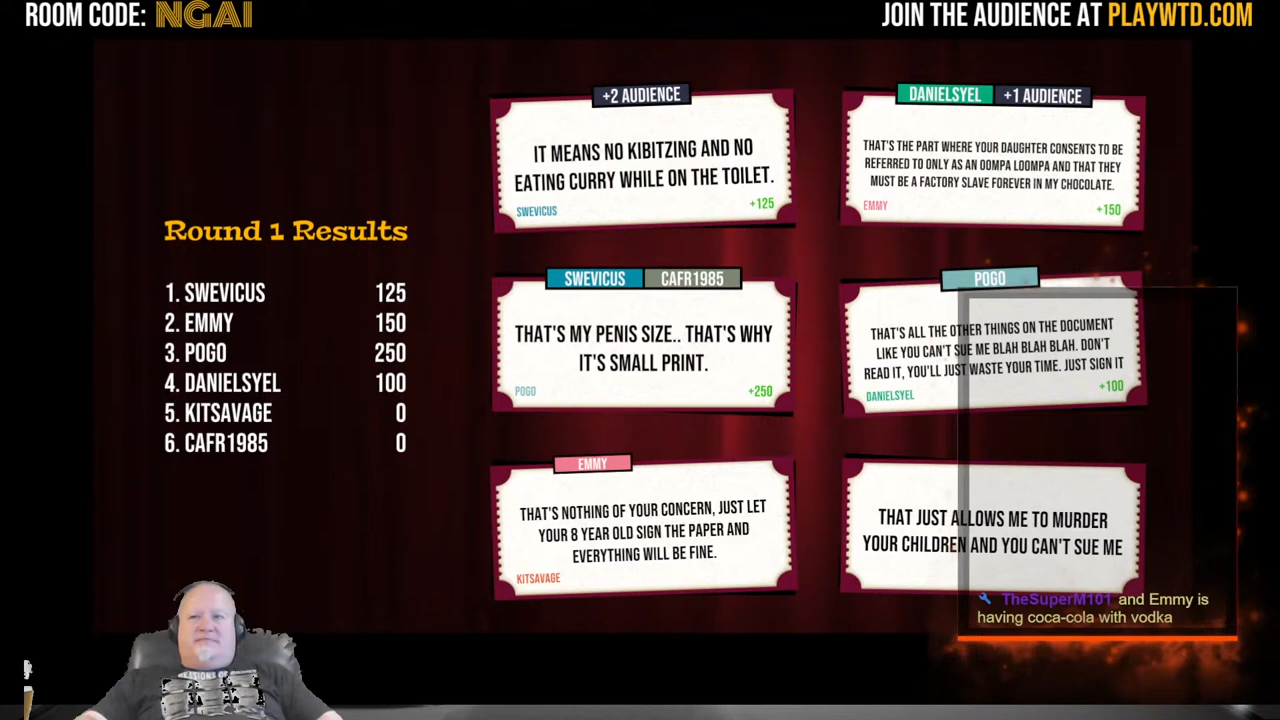 ROOM CODE: NGAI
JOIN THE AUDIENCE AT PLAYWTD.COM
Round 1 Results
1. SWEVICUS 125
2. EMMY 150
3. POGO 250
4. DANIELSYEL 100
5. KITSAVAGE 0
6. CAFR1985 0
+2 AUDIENCE
IT MEANS NO KIBITZING AND NO
EATING CURRY WHILE ON THE TOILET.
SWEVICUS +125
DANIELSYEL +1 AUDIENCE
THAT'S THE PART WHERE YOUR DAUGHTER CONSENTS TO BE
REFERRED TO ONLY AS AN OOMPA LOOMPA AND THAT THEY
MUST BE A FACTORY SLAVE FOREVER IN MY CHOCOLATE.
EMMY +150
SWEVICUS CAFR1985
THAT'S MY PENIS SIZE.. THAT'S WHY
IT'S SMALL PRINT.
POGO +250
POGO
THAT'S ALL THE OTHER THINGS ON THE DOCUMENT
LIKE YOU CAN'T SUE ME BLAH BLAH BLAH. DON'T
READ IT, YOU'LL JUST WASTE YOUR TIME. JUST SIGN IT
DANIELSYEL +100
EMMY
THAT'S NOTHING OF YOUR CONCERN, JUST LET
YOUR 8 YEAR OLD SIGN THE PAPER AND
EVERYTHING WILL BE FINE.
KITSAVAGE
THAT JUST ALLOWS ME TO MURDER
YOUR CHILDREN AND YOU CAN'T SUE ME
TheSuperM101 and Emmy is
having coca-cola with vodka